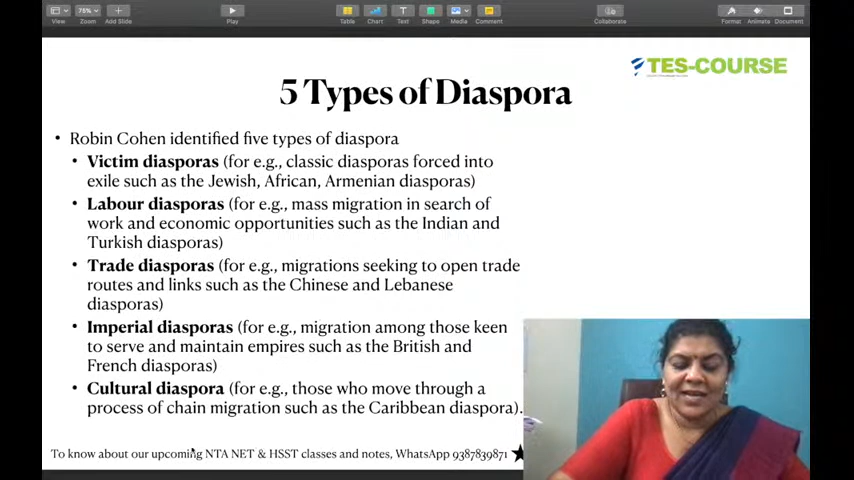 View
75%
Zoom
Add Slide
Play
Table
Chart
Text
Shape
Media
Comment
Collaborate
Format
Animate
Document
TES-COURSE
5 Types of Diaspora
• Robin Cohen identified five types of diaspora
• Victim diasporas (for e.g., classic diasporas forced into
exile such as the Jewish, African, Armenian diasporas)
• Labour diasporas (for e.g., mass migration in search of
work and economic opportunities such as the Indian and
Turkish diasporas)
• Trade diasporas (for e.g., migrations seeking to open trade
routes and links such as the Chinese and Lebanese
diasporas)
• Imperial diasporas (for e.g., migration among those keen
to serve and maintain empires such as the British and
French diasporas)
• Cultural diaspora (for e.g., those who move through a
process of chain migration such as the Caribbean diaspora).
To know about our upcoming NTA NET & HSST classes and notes, WhatsApp 9387839871